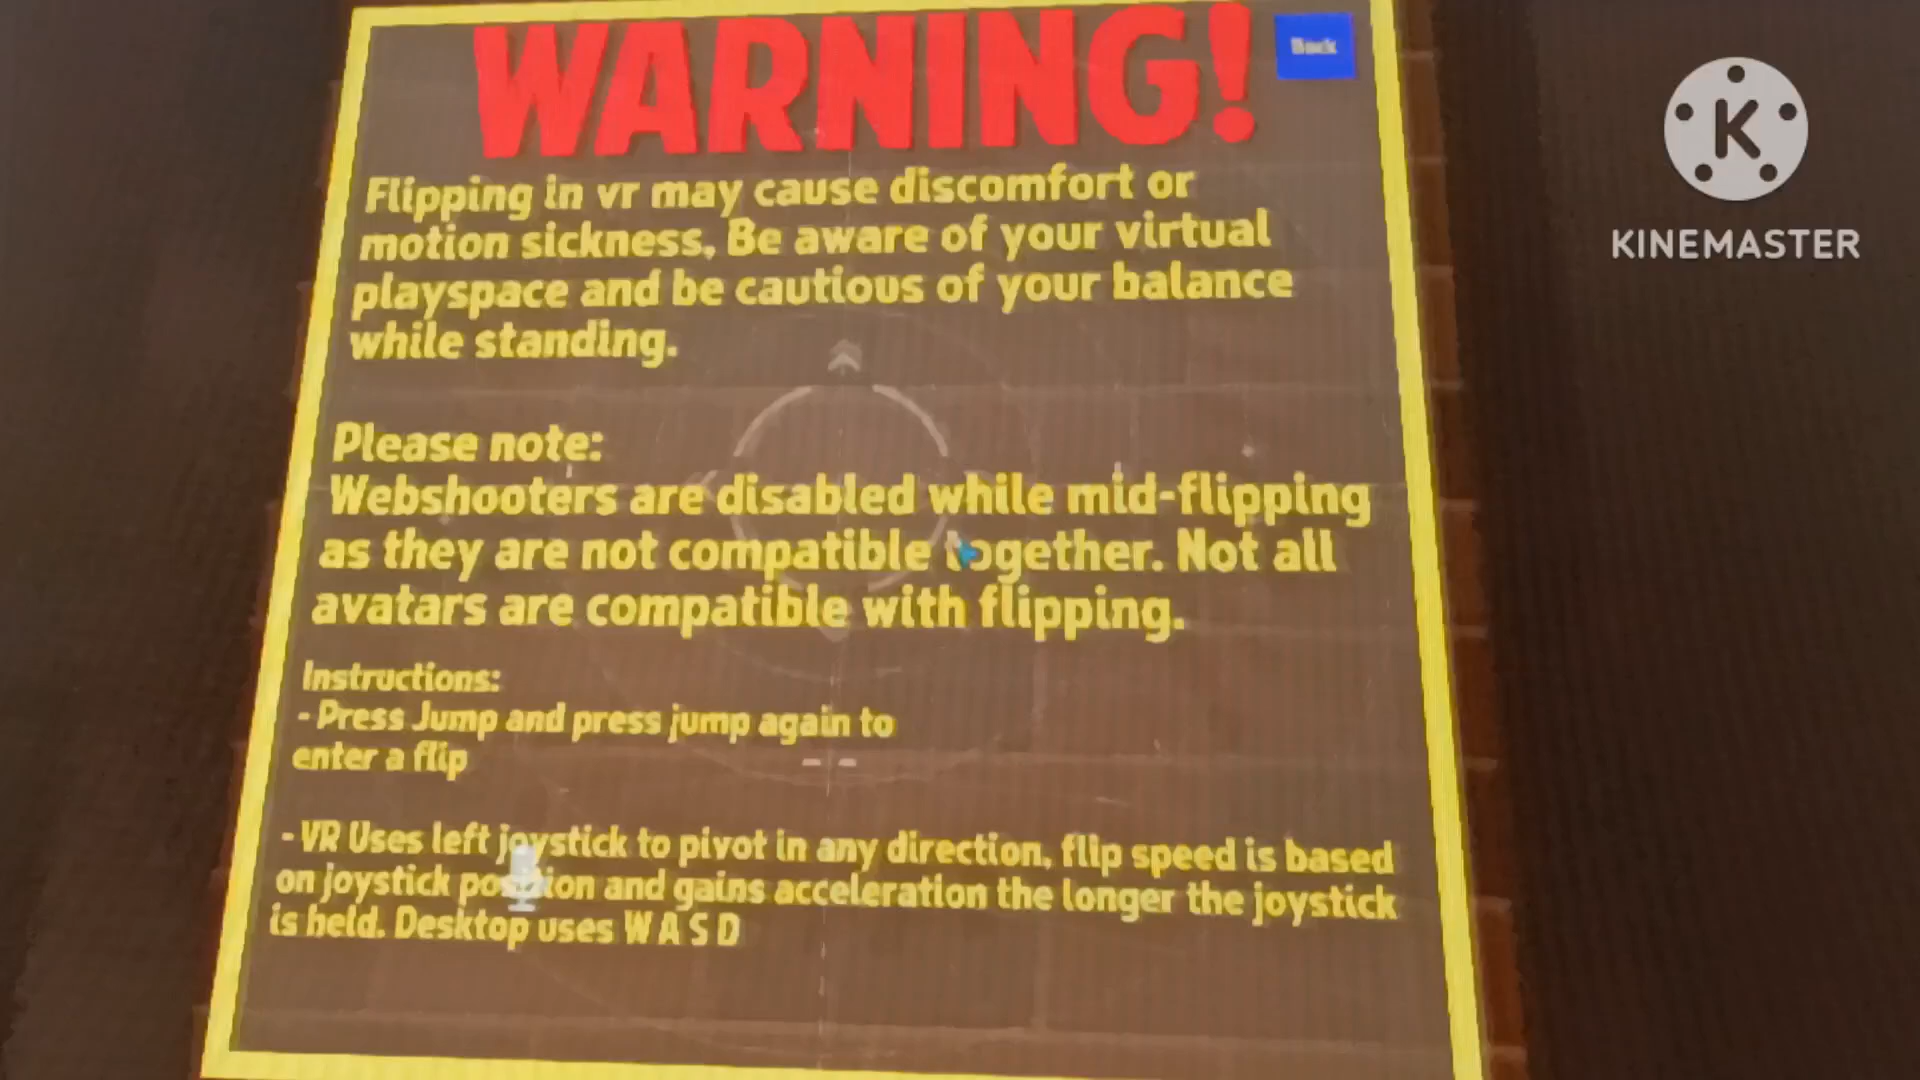 WARNING!
Back
K
KINEMASTER
Flipping in vr may cause discomfort or
motion sickness, Be aware of your virtual
playspace and be cautious of your balance
while standing.
Please note:
Webshooters are disabled while mid-flipping
as they are not compatible together. Not all
avatars are compatible with flipping.
Instructions:
- Press Jump and press jump again to
enter a flip
- VR Uses left joystick to pivot in any direction, flip speed is based
on joystick position and gains acceleration the longer the joystick
is held. Desktop uses W A S D